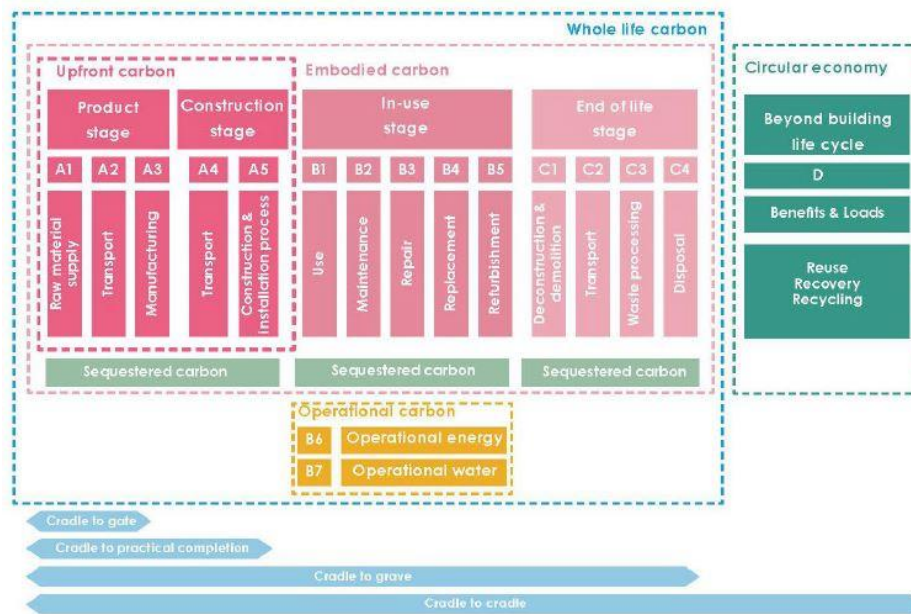 Whole life carbon
Upfront carbon
Embodied carbon
Circular economy
Product
stage
Construction
stage
In-use
stage
End of life
stage
Beyond building
life cycle
A1
A2
A3
A4
A5
B1
B2
B3
B4
B5
C1
C2
C3
C4
D
Raw material
supply
Transport
Manufacturing
Transport
Construction &
installation process
Use
Maintenance
Repair
Replacement
Refurbishment
Deconstruction &
demolition
Transport
Waste processing
Disposal
Benefits & Loads
Reuse
Recovery
Recycling
Sequestered carbon
Sequestered carbon
Sequestered carbon
Operational carbon
B6
Operational energy
B7
Operational water
Cradle to gate
Cradle to practical completion
Cradle to grave
Cradle to cradle